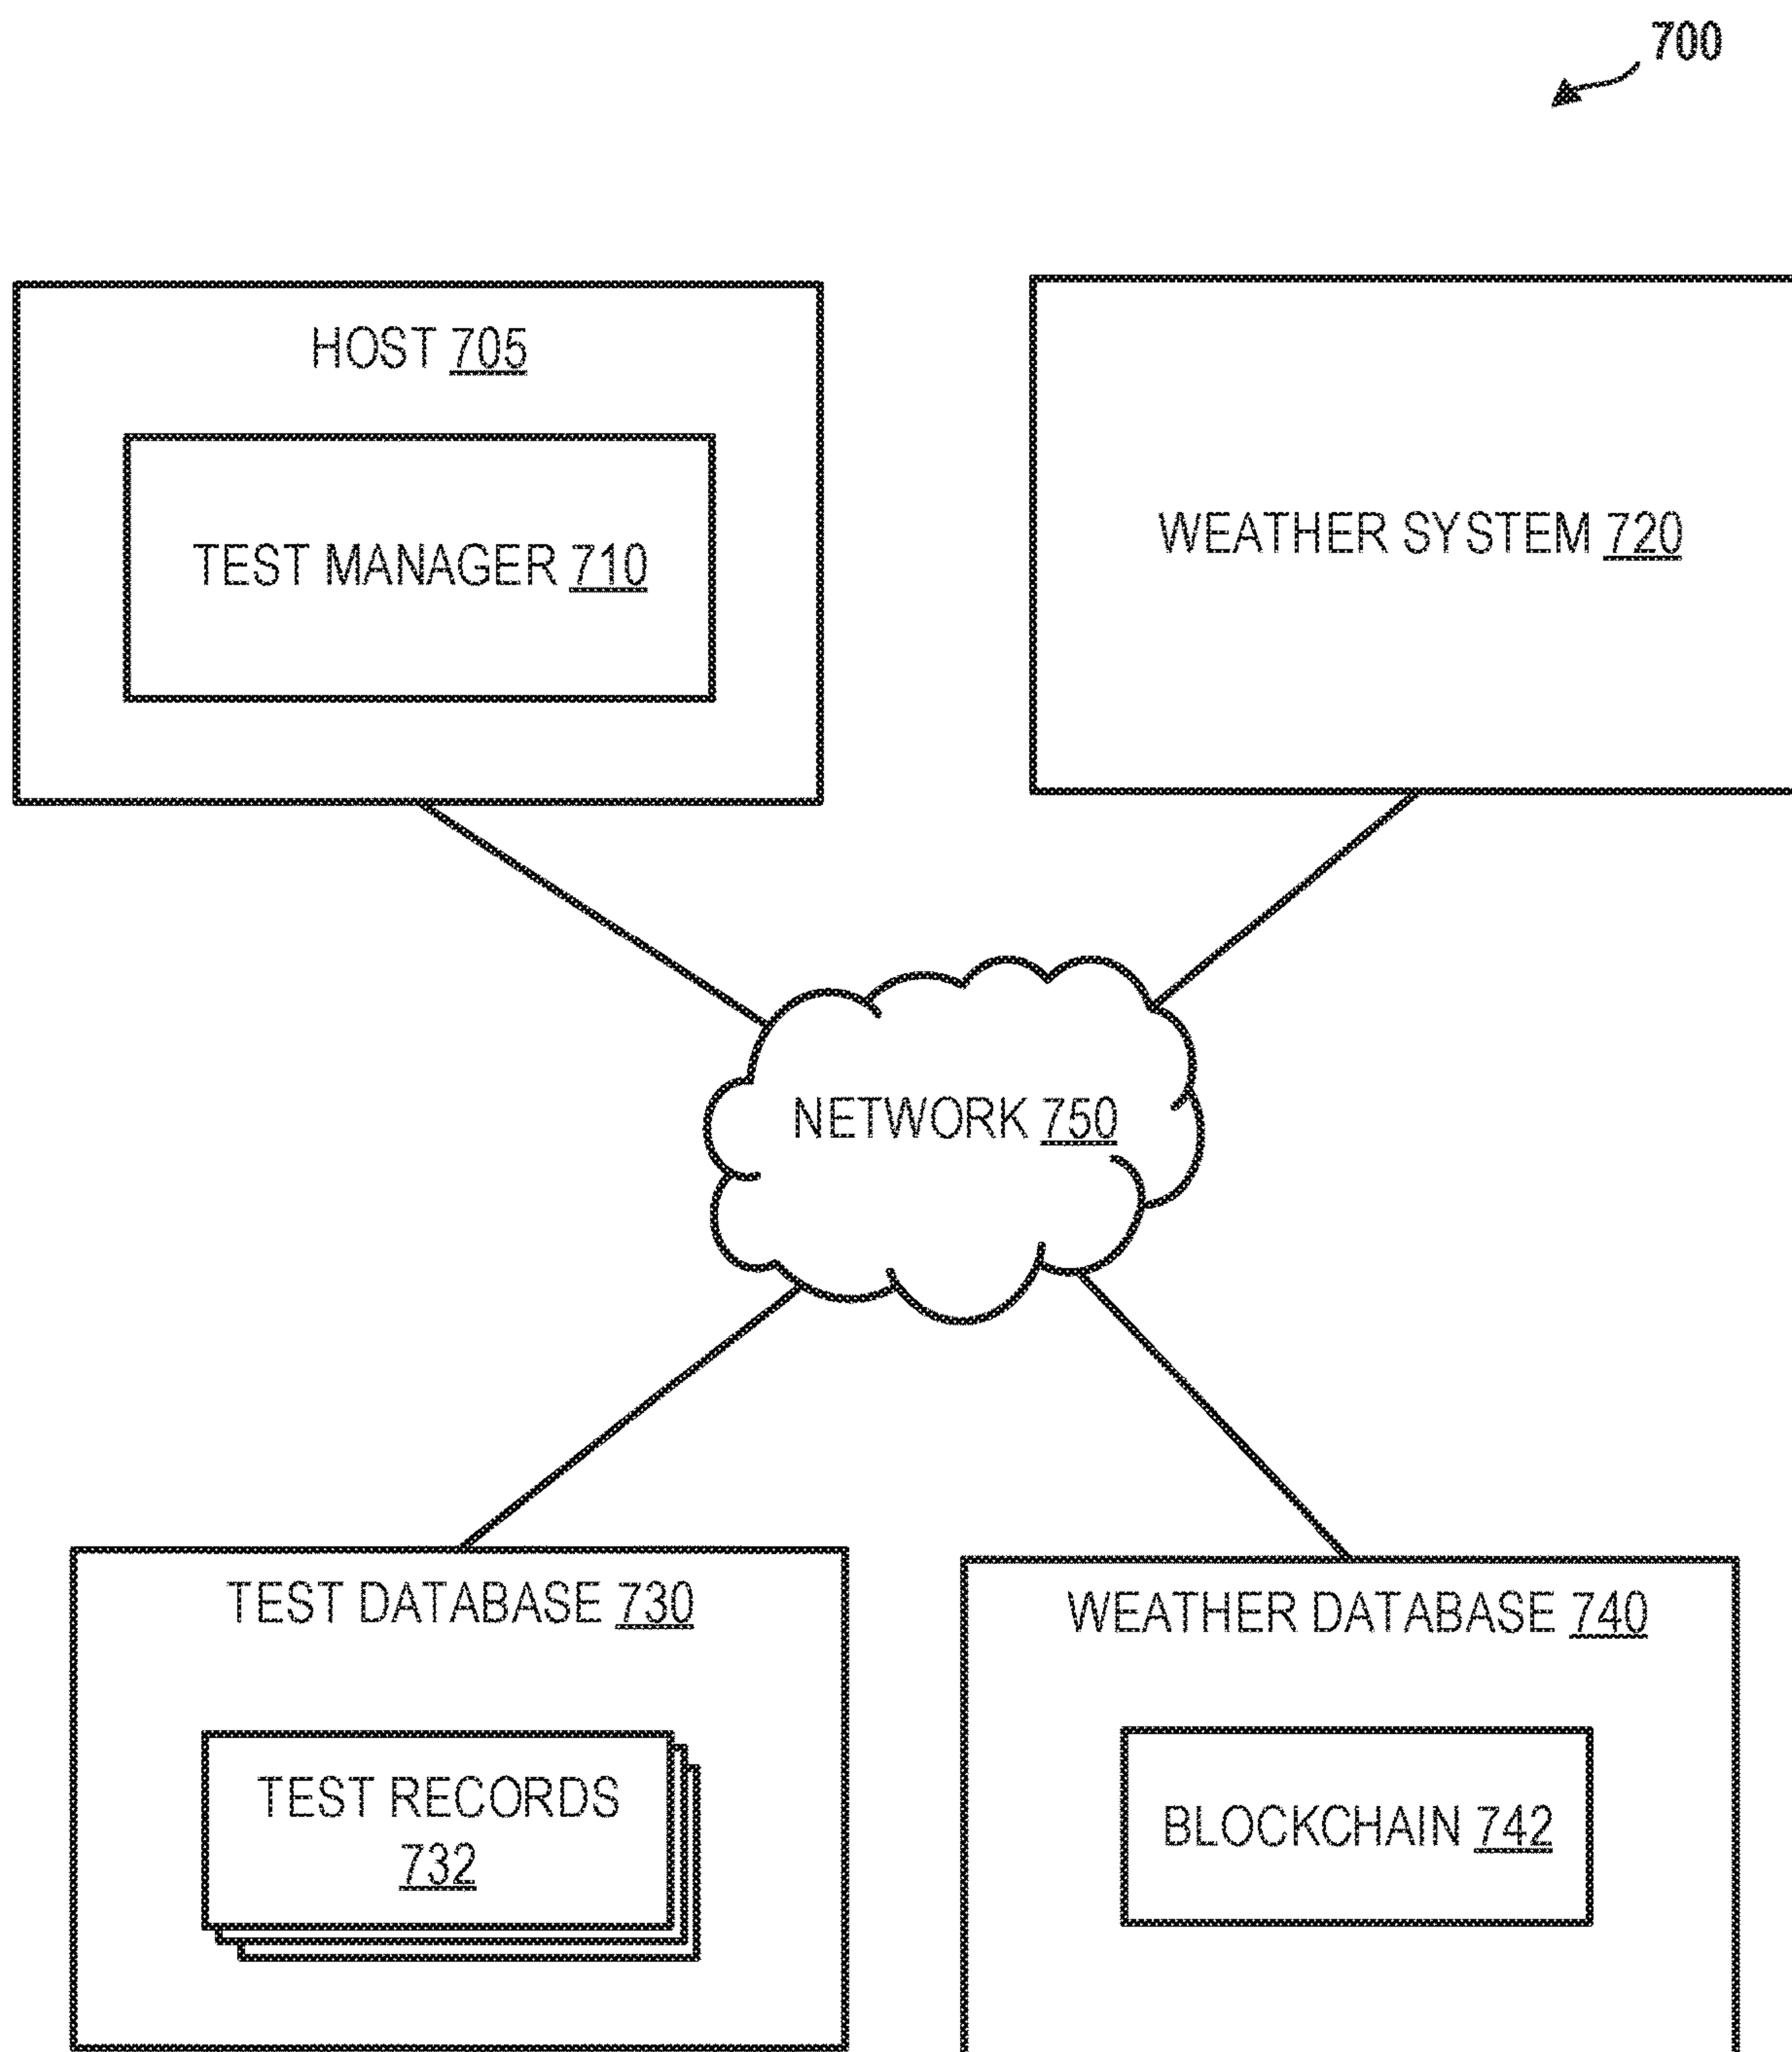 700
HOST 705
TEST MANAGER 710
WEATHER SYSTEM 720
NETWORK 750
TEST DATABASE 730
TEST RECORDS
732
WEATHER DATABASE 740
BLOCKCHAIN 742